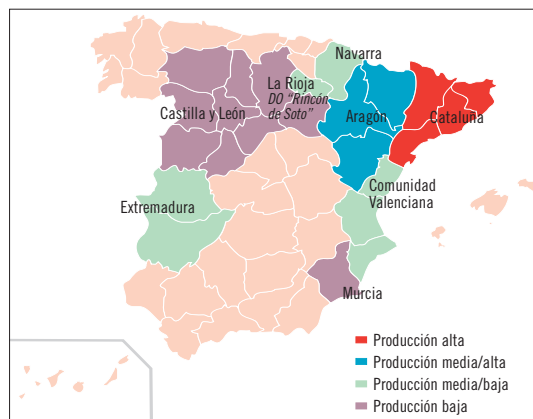 Navarra
La Rioja
DO "Rincón
de Soto"
Castilla y León
Aragón
Cataluña
Comunidad
Valenciana
Extremadura
Murcia
Producción alta
Producción media/alta
Producción media/baja
Producción baja